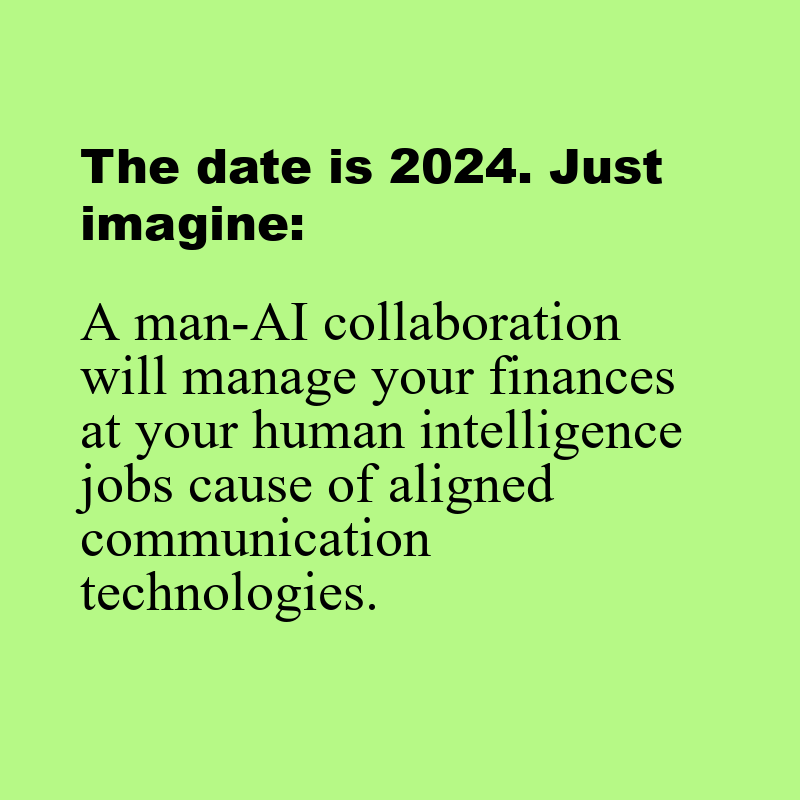 The date is 2024. Just
imagine:
A man-AI collaboration
will manage your finances
at your human intelligence
jobs cause of aligned
communication
technologies.